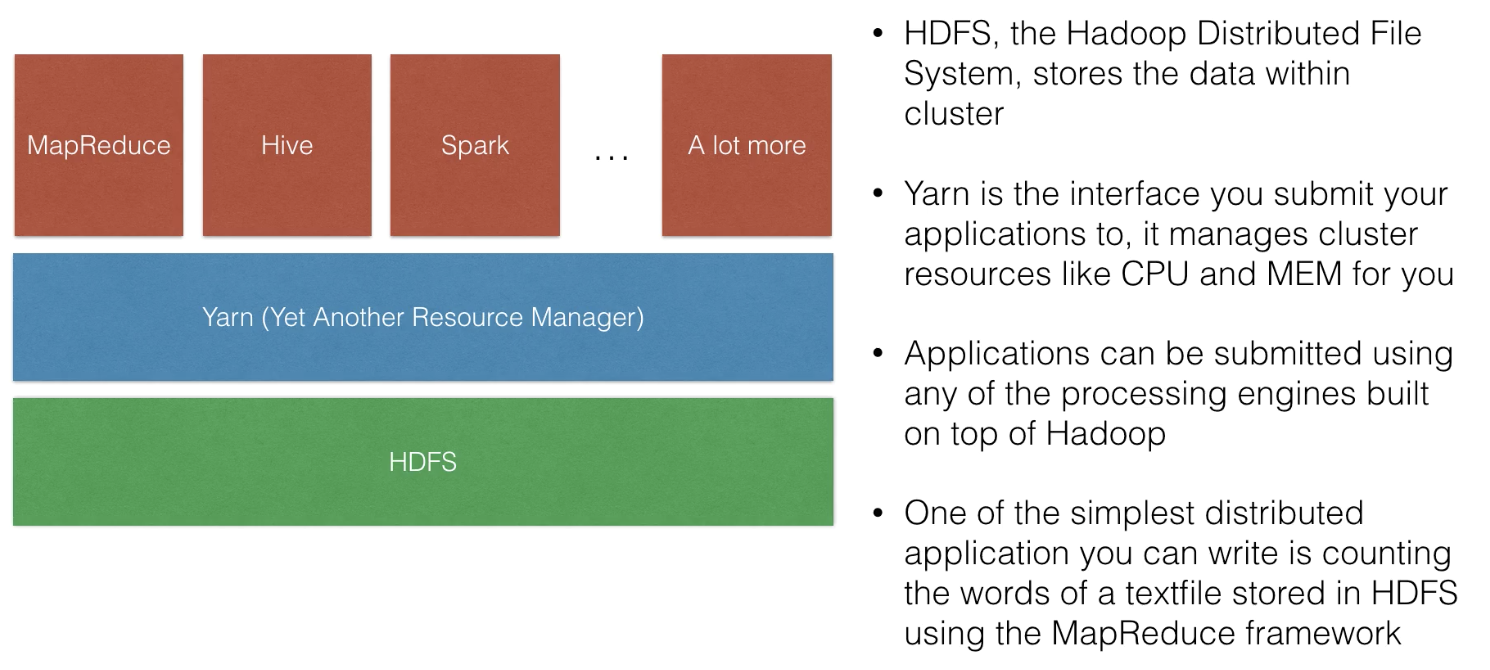 MapReduce
Hive
Spark
...
A lot more
Yarn (Yet Another Resource Manager)
HDFS
• HDFS, the Hadoop Distributed File
System, stores the data within
cluster
• Yarn is the interface you submit your
applications to, it manages cluster
resources like CPU and MEM for you
• Applications can be submitted using
any of the processing engines built
on top of Hadoop
• One of the simplest distributed
application you can write is counting
the words of a textfile stored in HDFS
using the MapReduce framework